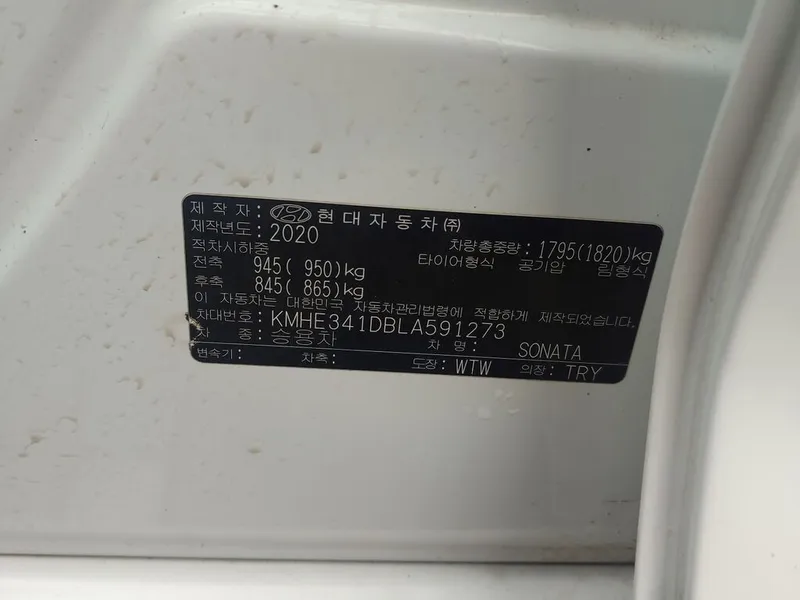 제 작 자 : 현대자동차(주)
제작년도 : 2020 차량총중량 : 1795(1820)kg
적차시하중 타이어형식 공기압 림형식
전축 945( 950)kg
후축 845( 865)kg
이 자동차는 대한민국 자동차관리법령에 적합하게 제작되었습니다.
차대번호 : KMHE341DBLA591273
차 종 : 승용차 차 명 : SONATA
변속기 : 차축 : 도장 : WTW 의장 : TRY